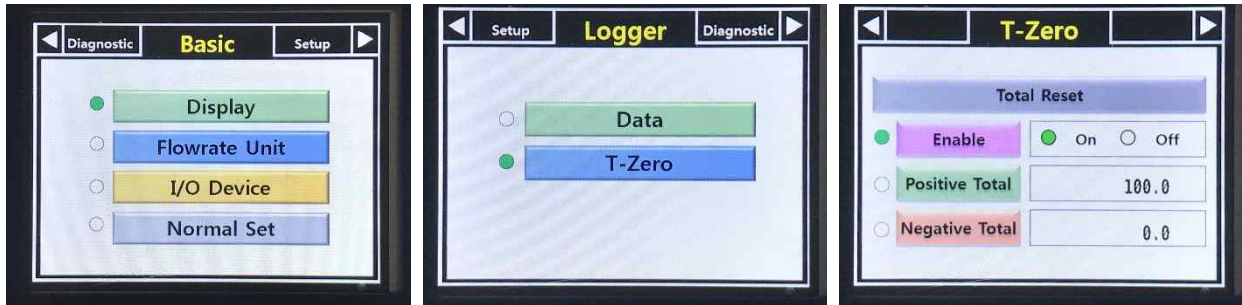 Diagnostic Basic Setup
Display
Flowrate Unit
I/O Device
Normal Set
Setup Logger Diagnostic
Data
T-Zero
T-Zero
Total Reset
Enable On Off
Positive Total 100.0
Negative Total 0.0